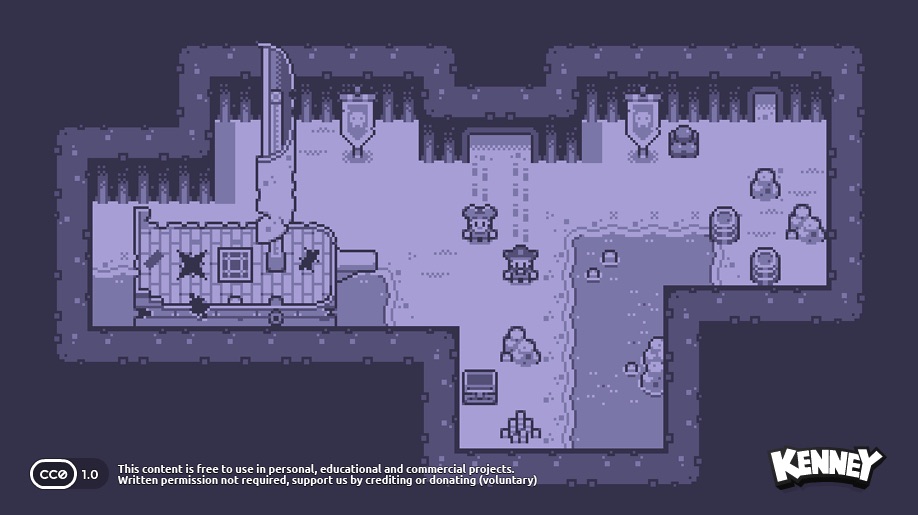 CC0 1.0
This content is free to use in personal, educational and commercial projects.
Written permission not required, support us by crediting or donating (voluntary)
KENNEY